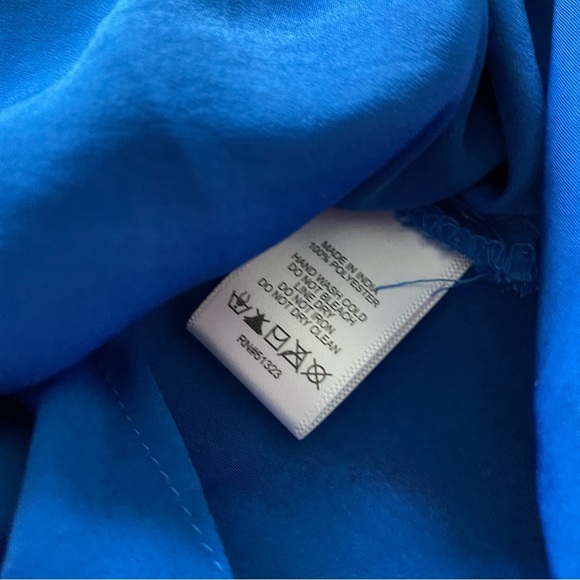 MADE IN INDIA
100% POLYESTER
HAND WASH COLD
DO NOT BLEACH
LINE DRY
DO NOT IRON
DO NOT DRY CLEAN
RN#51323